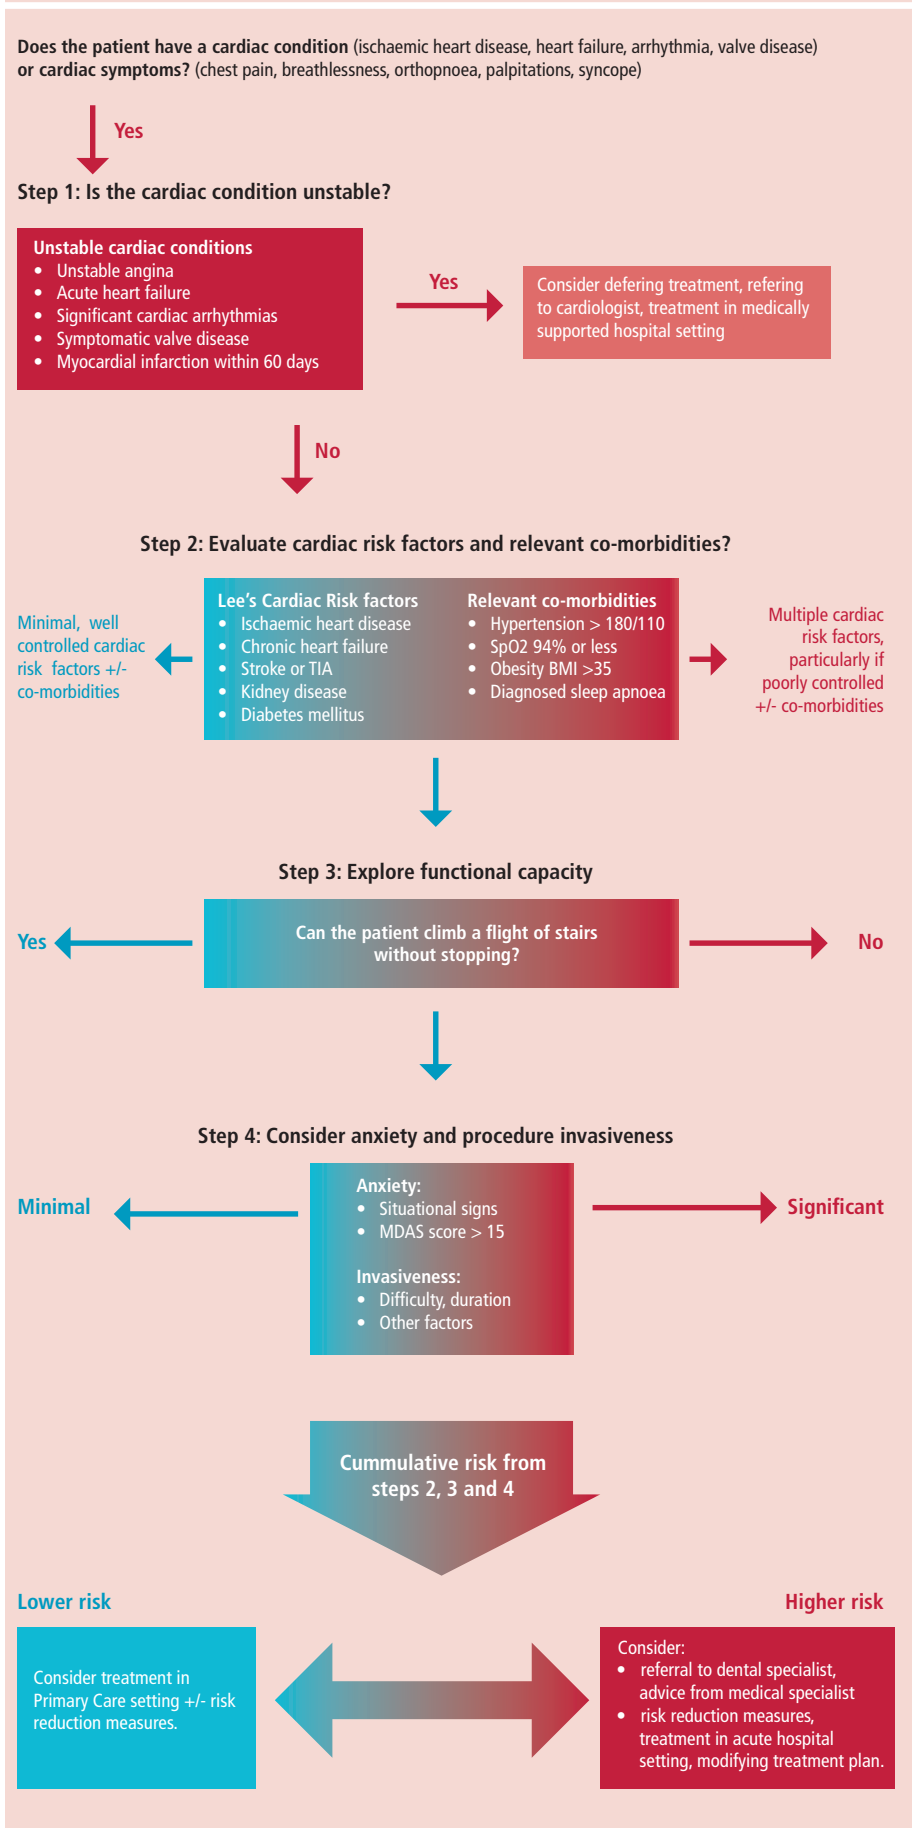 Does the patient have a cardiac condition (ischaemic heart disease, heart failure, arrhythmia, valve disease)
or cardiac symptoms? (chest pain, breathlessness, orthopnoea, palpitations, syncope)
Yes
Step 1: Is the cardiac condition unstable?
Unstable cardiac conditions
• Unstable angina
• Acute heart failure
• Significant cardiac arrhythmias
• Symptomatic valve disease
• Myocardial infarction within 60 days
Yes
Consider defering treatment, refering
to cardiologist, treatment in medically
supported hospital setting
No
Step 2: Evaluate cardiac risk factors and relevant co-morbidities?
Minimal, well
controlled cardiac
risk factors +/-
co-morbidities
Lee's Cardiac Risk factors
• Ischaemic heart disease
• Chronic heart failure
• Stroke or TIA
• Kidney disease
• Diabetes mellitus
Relevant co-morbidities
• Hypertension > 180/110
• SpO2 94% or less
• Obesity BMI >35
• Diagnosed sleep apnoea
Multiple cardiac
risk factors,
particularly if
poorly controlled
+/- co-morbidities
Step 3: Explore functional capacity
Yes
Can the patient climb a flight of stairs
without stopping?
No
Step 4: Consider anxiety and procedure invasiveness
Minimal
Anxiety:
• Situational signs
• MDAS score > 15
Invasiveness:
• Difficulty, duration
• Other factors
Significant
Cummulative risk from
steps 2, 3 and 4
Lower risk
Higher risk
Consider treatment in
Primary Care setting +/- risk
reduction measures.
Consider:
• referral to dental specialist,
advice from medical specialist
• risk reduction measures,
treatment in acute hospital
setting, modifying treatment plan.